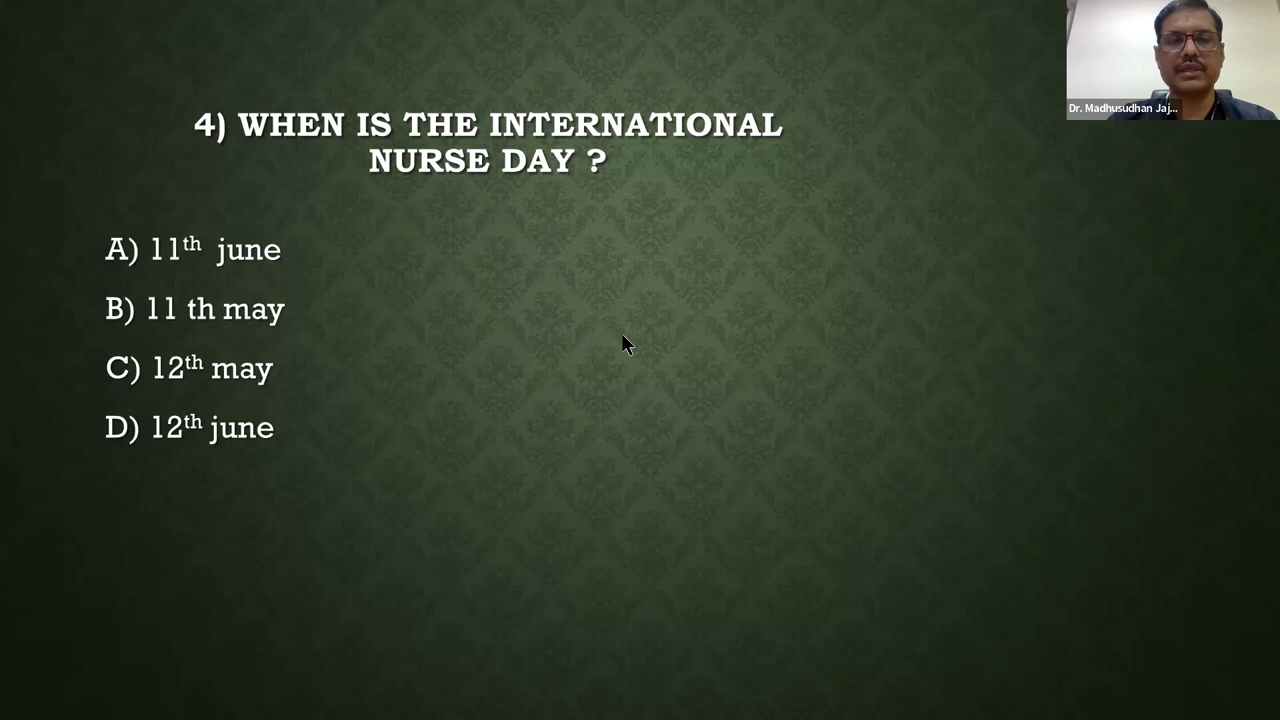 4) WHEN IS THE INTERNATIONAL
NURSE DAY ?
A) 11th june
B) 11 th may
C) 12th may
D) 12th june
Dr. Madhusudhan Jaj...